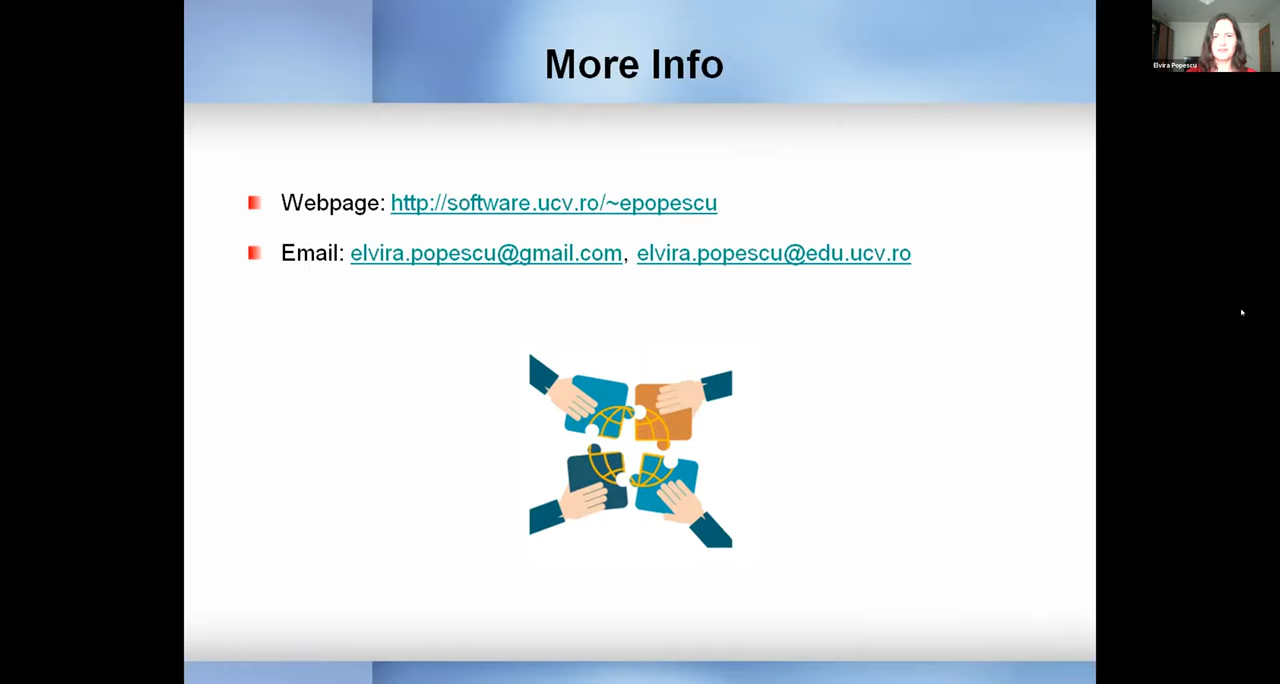 More Info
Elvira Popescu
Webpage: http://software.ucv.ro/~epopescu
Email: elvira.popescu@gmail.com, elvira.popescu@edu.ucv.ro